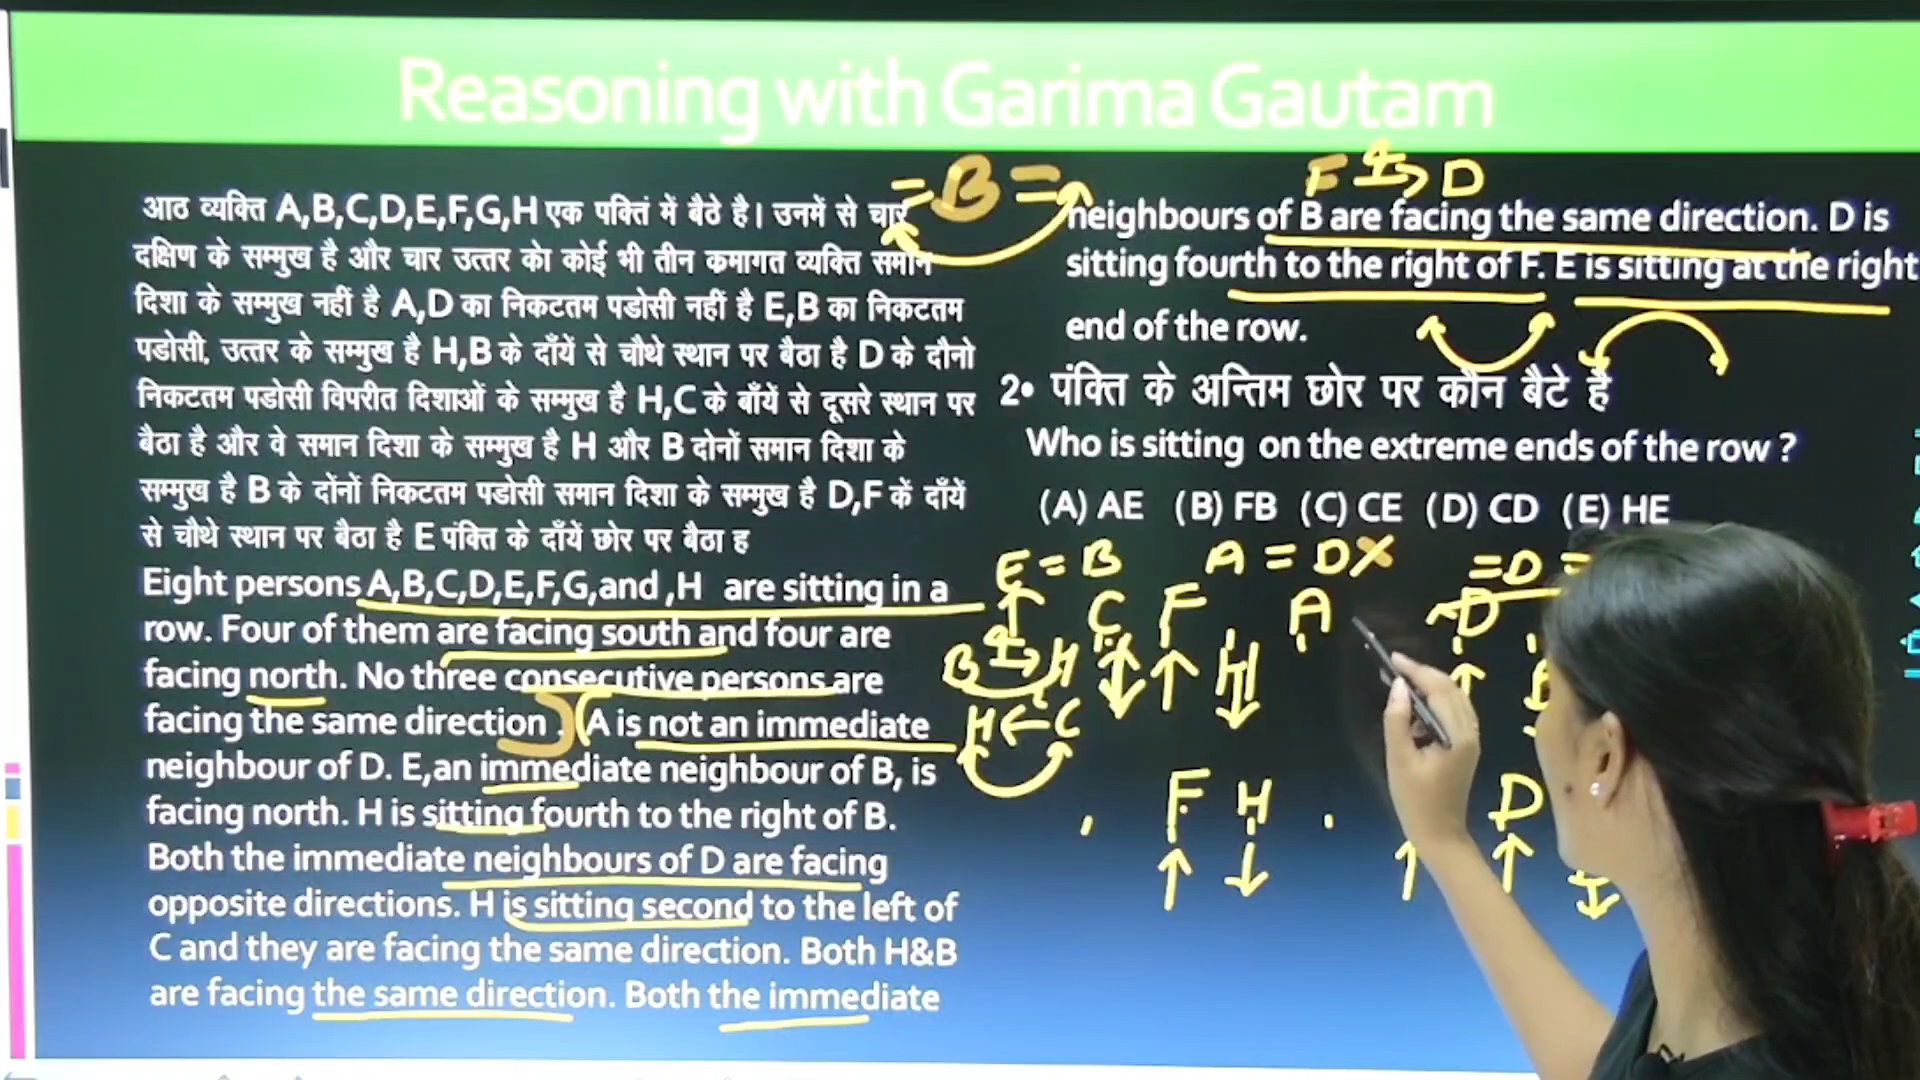 Reasoning with Garima Gautam
आठ व्यक्ति A,B,C,D,E,F,G,H एक पक्तिं में बैठे है। उनमें से चार
दक्षिण के सम्मुख है और चार उत्तर केा कोई भी तीन क्रमागत व्यक्ति समान
दिशा के सम्मुख नहीं है A,D का निकटतम पडोसी नहीं है E,B का निकटतम
पडोसी, उत्तर के सम्मुख है H,B के दाँयें से चौथे स्थान पर बैठा है D के दौनो
निकटतम पडोसी विपरीत दिशाओं के सम्मुख है H,C के बाँयें से दूसरे स्थान पर
बैठा है और वे समान दिशा के सम्मुख है H और B दोनों समान दिशा के
सम्मुख है B के दोंनों निकटतम पडोसी समान दिशा के सम्मुख है D,F कें दाँयें
से चौथे स्थान पर बैठा है E पंक्ति के दाँयें छोर पर बैठा ह
Eight persons A,B,C,D,E,F,G,and ,H are sitting in a
row. Four of them are facing south and four are
facing north. No three consecutive persons are
facing the same direction . (A is not an immediate
neighbour of D. E,an immediate neighbour of B, is
facing north. H is sitting fourth to the right of B.
Both the immediate neighbours of D are facing
opposite directions. H is sitting second to the left of
C and they are facing the same direction. Both H&B
are facing the same direction. Both the immediate
= B =
F → D
neighbours of B are facing the same direction. D is
sitting fourth to the right of F. E is sitting at the right
end of the row.
2• पंक्ति के अन्तिम छोर पर कौन बैटे है
Who is sitting on the extreme ends of the row ?
(A) AE (B) FB (C) CE (D) CD (E) HE
E = B A = D X = D =
C F A D
B 4→ H H
H ← C
F H D